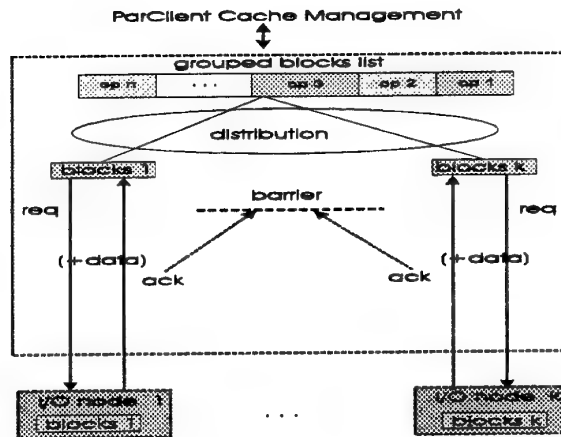 ParClient Cache Management
grouped blocks list
op n . . . op 3 op 2 op 1
distribution
blocks 1 blocks k
barrier
req req
(+data) (+data)
ack ack
I/O node 1 . . . I/O node k
blocks 1 blocks k